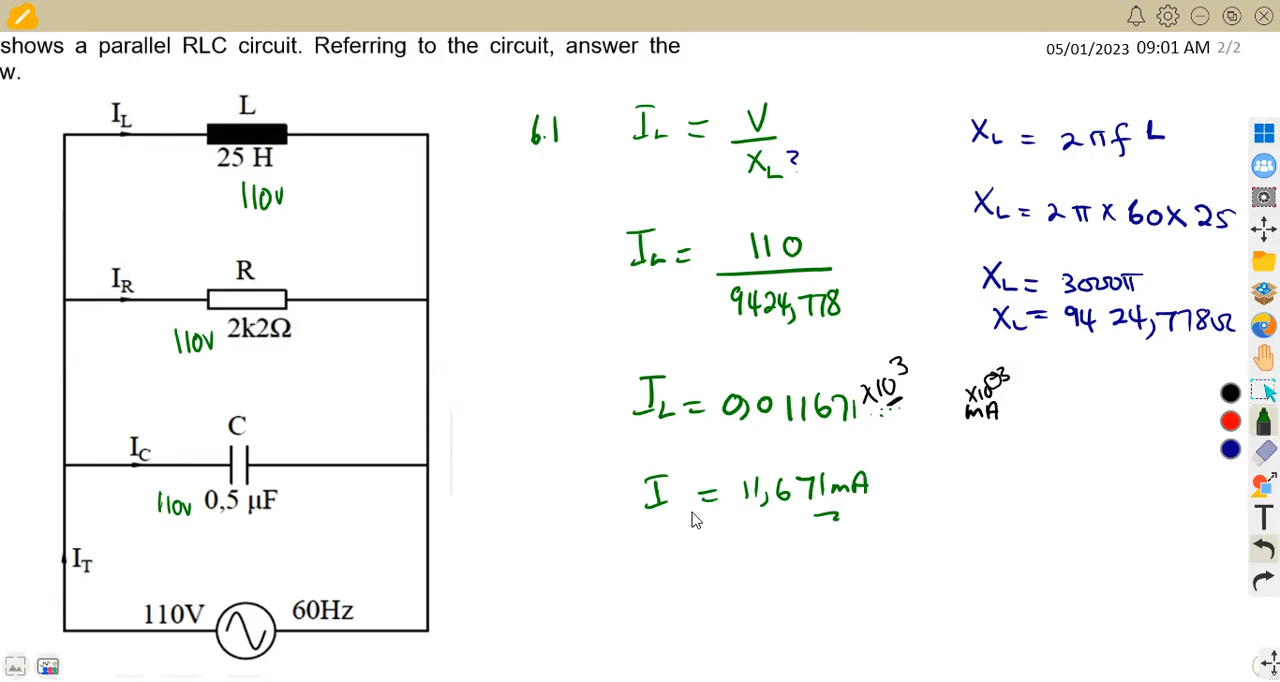 shows a parallel RLC circuit. Referring to the circuit, answer the
w.
05/01/2023 09:01 AM 2/2
I_L
L
25 H
110V
I_R
R
2k2Ω
110V
I_C
C
0,5 µF
110V
I_T
110V
60Hz
6.1
I_L = V / X_L ?
I_L = 110 / 9424,778
I_L = 0,011671 ×10^3
I = 11,671mA
X_L = 2πf L
X_L = 2π × 60 × 25
X_L = 3000π
X_L = 9424,778Ω
×10^03
mA
T